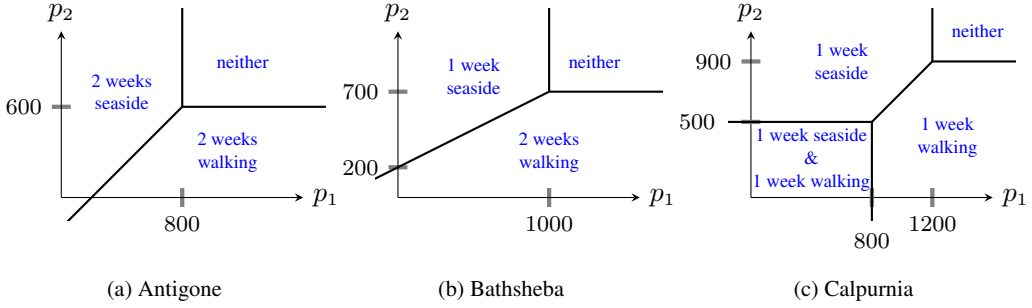 p₂
neither
2 weeks
seaside
600
2 weeks
walking
p₁
800
(a) Antigone
p₂
1 week
seaside
neither
700
2 weeks
walking
200
p₁
1000
(b) Bathsheba
p₂
neither
1 week
seaside
900
500
1 week seaside
&
1 week walking
1 week
walking
p₁
800
1200
(c) Calpurnia